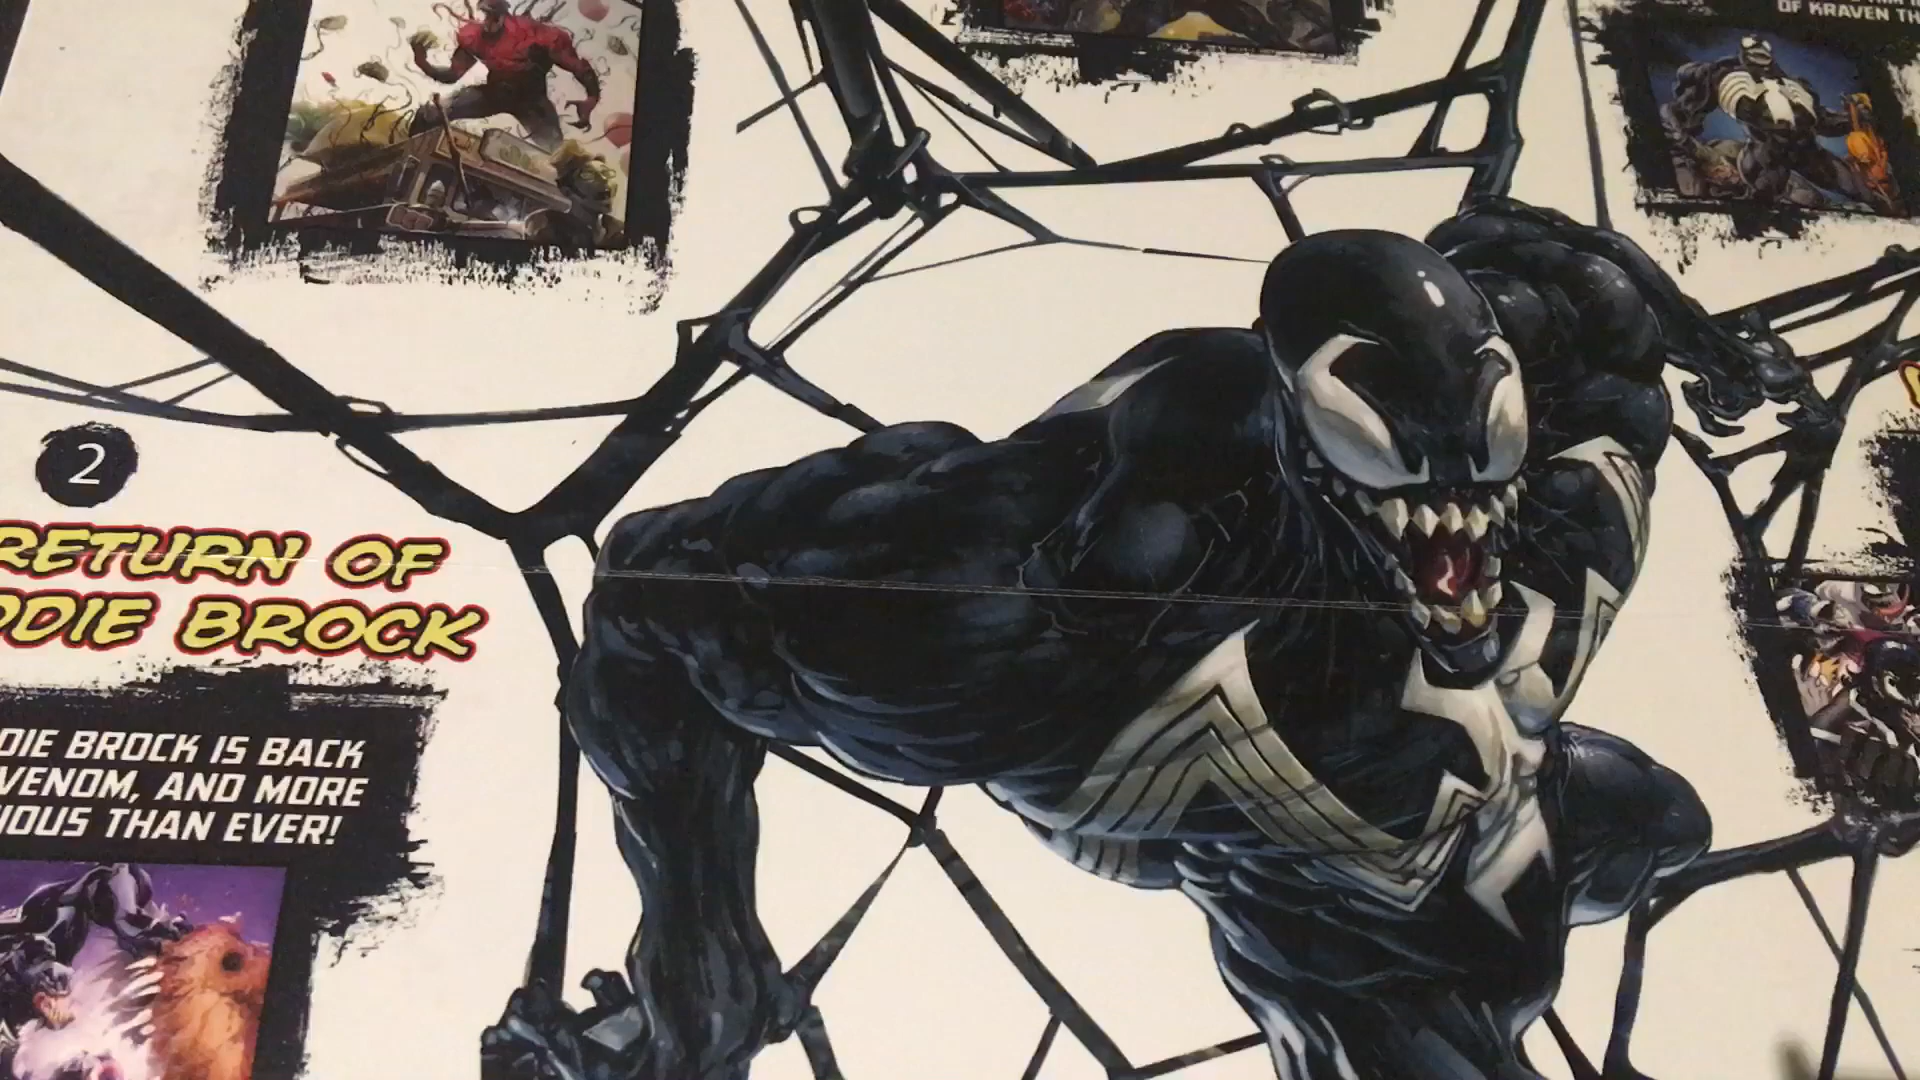 OF KRAVEN TH
2
RETURN OF
DDIE BROCK
DIE BROCK IS BACK
VENOM, AND MORE
IOUS THAN EVER!